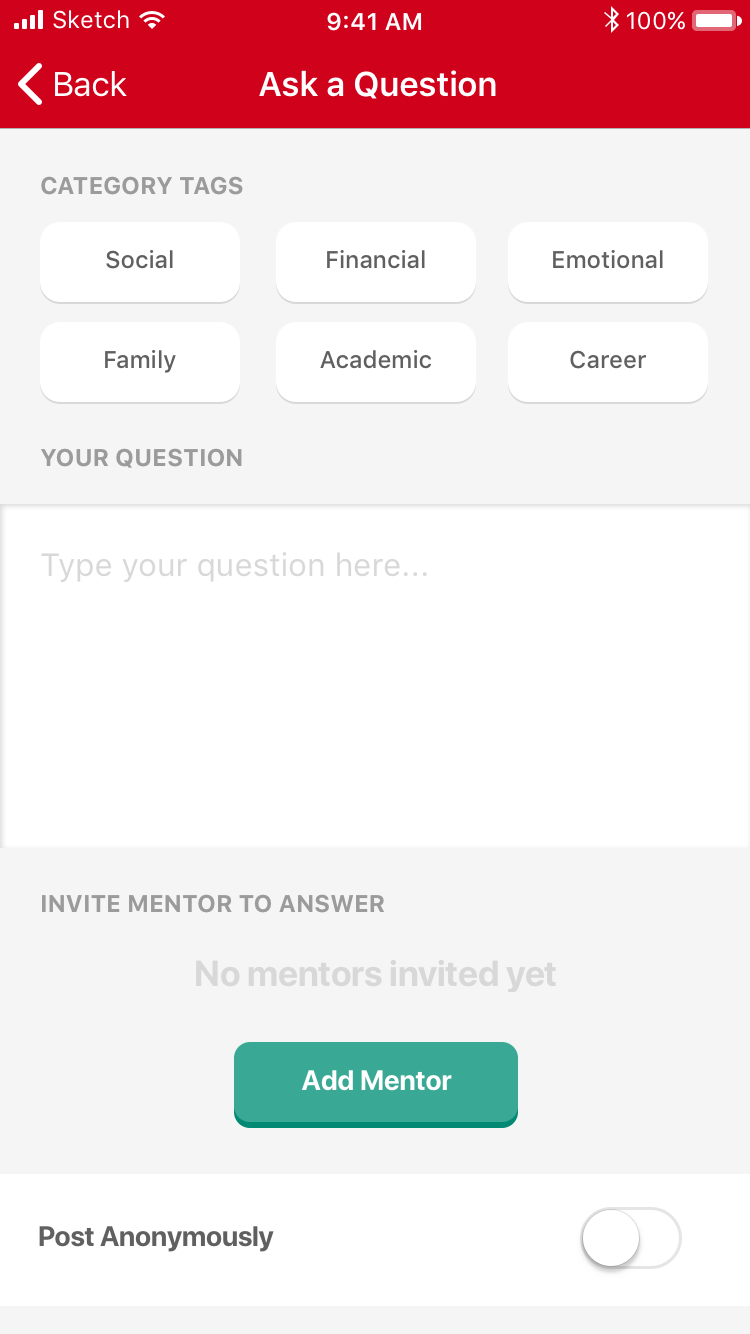 Sketch 9:41 AM 100%
Back Ask a Question
CATEGORY TAGS
Social Financial Emotional
Family Academic Career
YOUR QUESTION
Type your question here...
INVITE MENTOR TO ANSWER
No mentors invited yet
Add Mentor
Post Anonymously